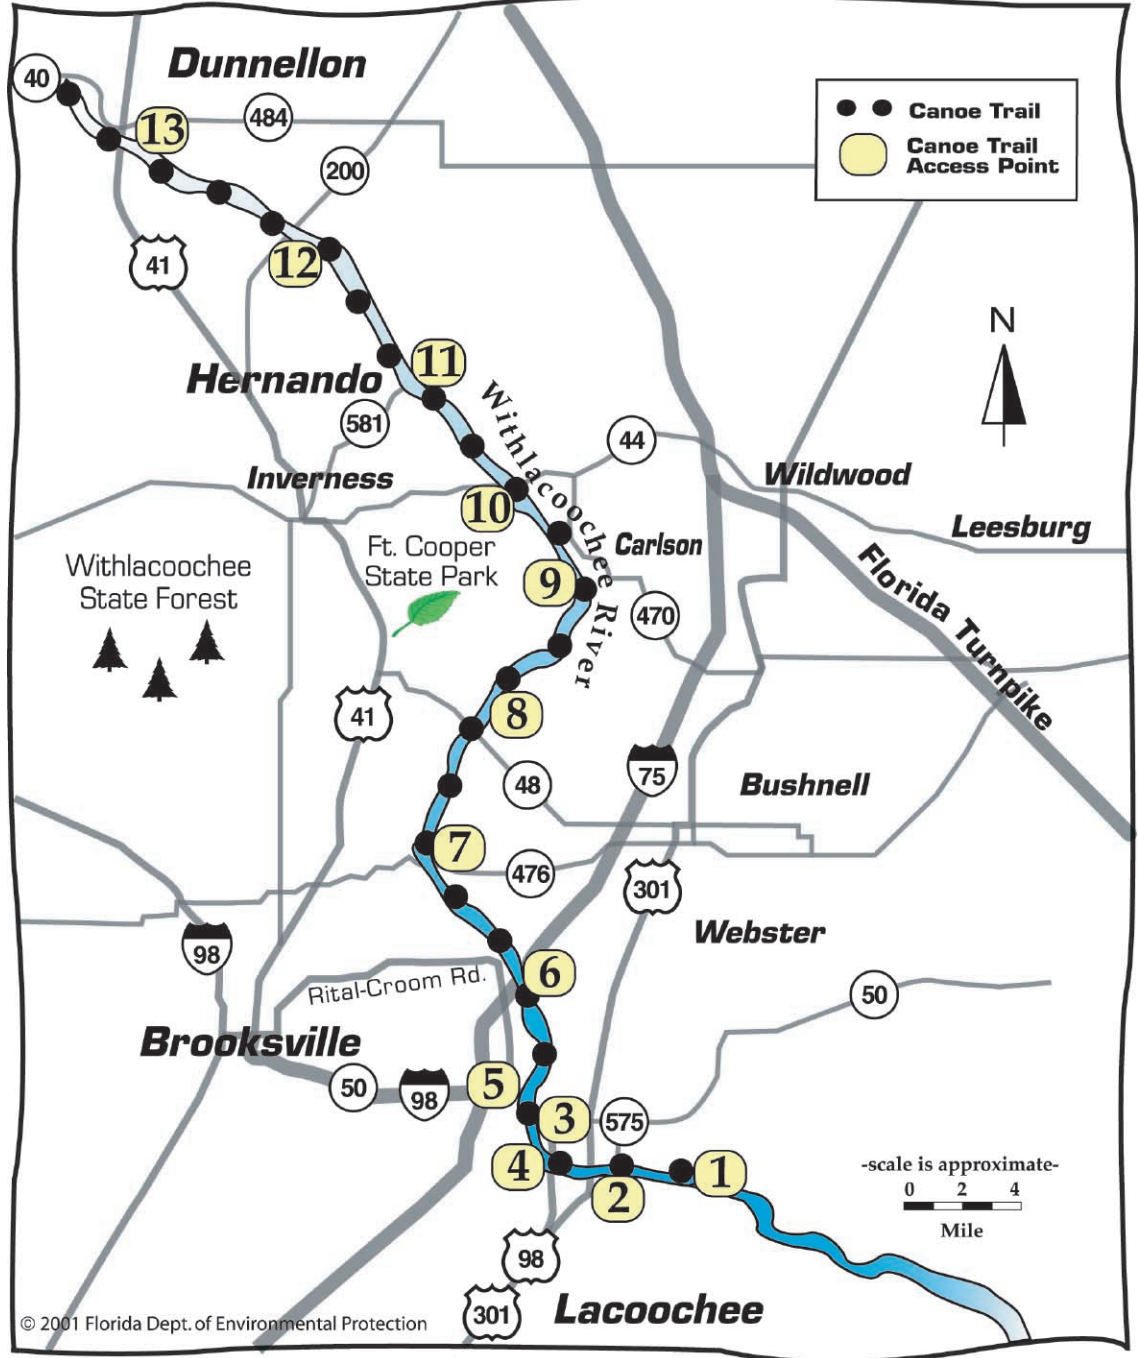 Dunnellon
40
13
484
Canoe Trail
Canoe Trail
Access Point
200
12
41
N
11
Hernando
581
Withlacoochee River
44
Wildwood
Inverness
10
Leesburg
Ft. Cooper
State Park
Carlson
Withlacoochee
State Forest
9
470
Florida Turnpike
8
41
75
48
Bushnell
7
476
301
98
Webster
6
Rital-Croom Rd.
50
Brooksville
5
50
98
3
575
4
1
2
-scale is approximate-
0 2 4
Mile
98
301
Lacoochee
© 2001 Florida Dept. of Environmental Protection